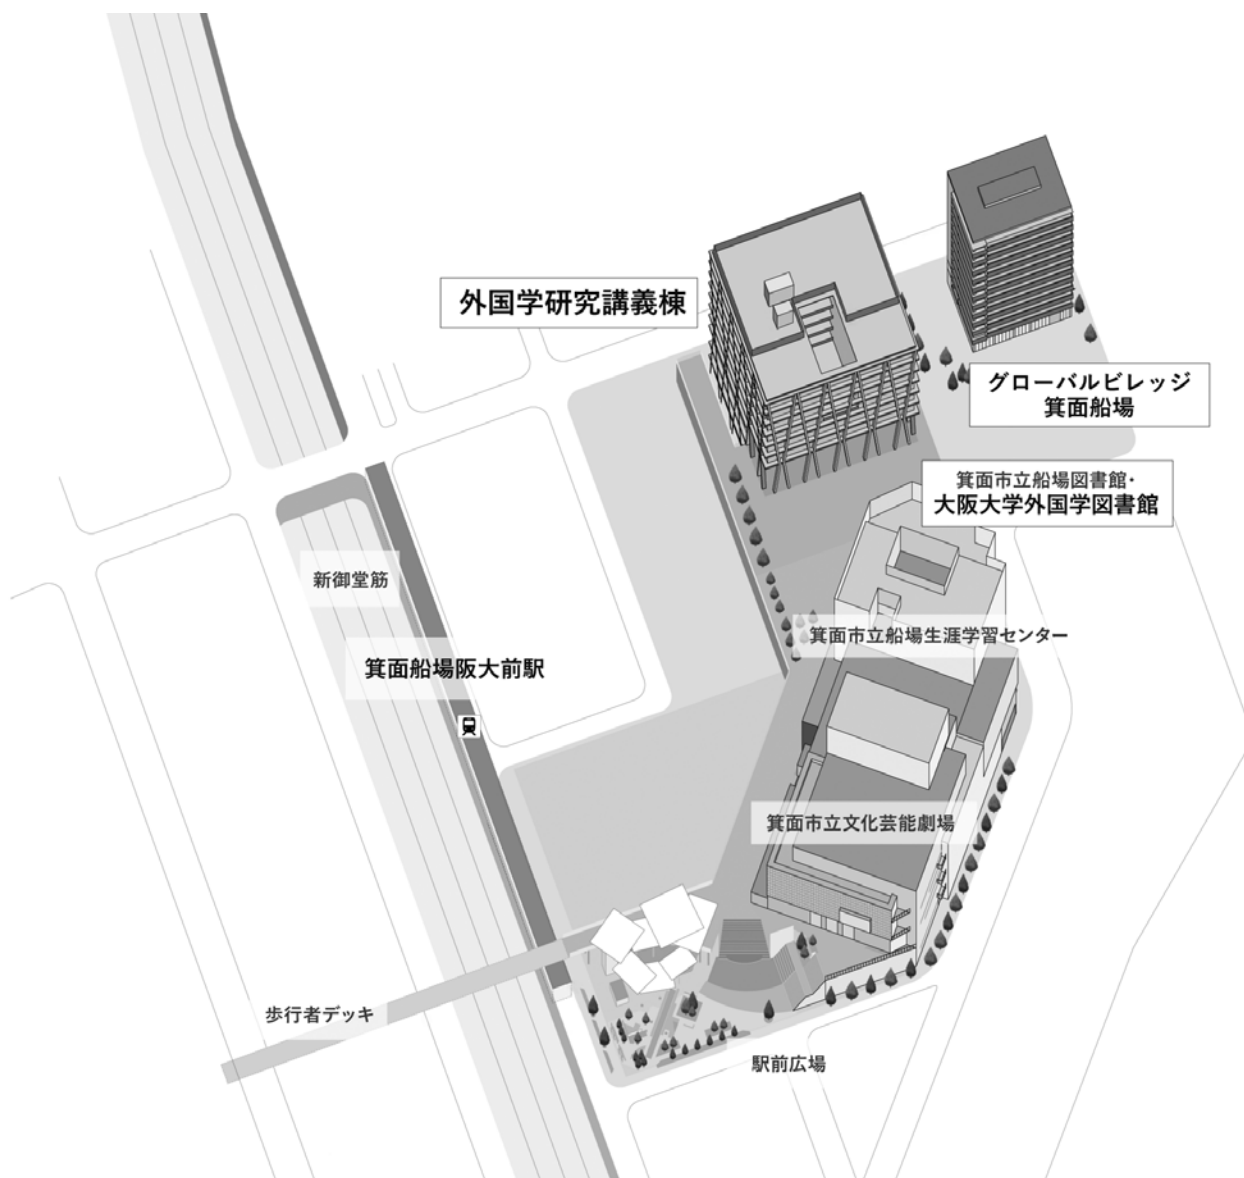 外国学研究講義棟
グローバルビレッジ
箕面船場
箕面市立船場図書館・
大阪大学外国学図書館
新御堂筋
箕面市立船場生涯学習センター
箕面船場阪大前駅
箕面市立文化芸能劇場
歩行者デッキ
駅前広場